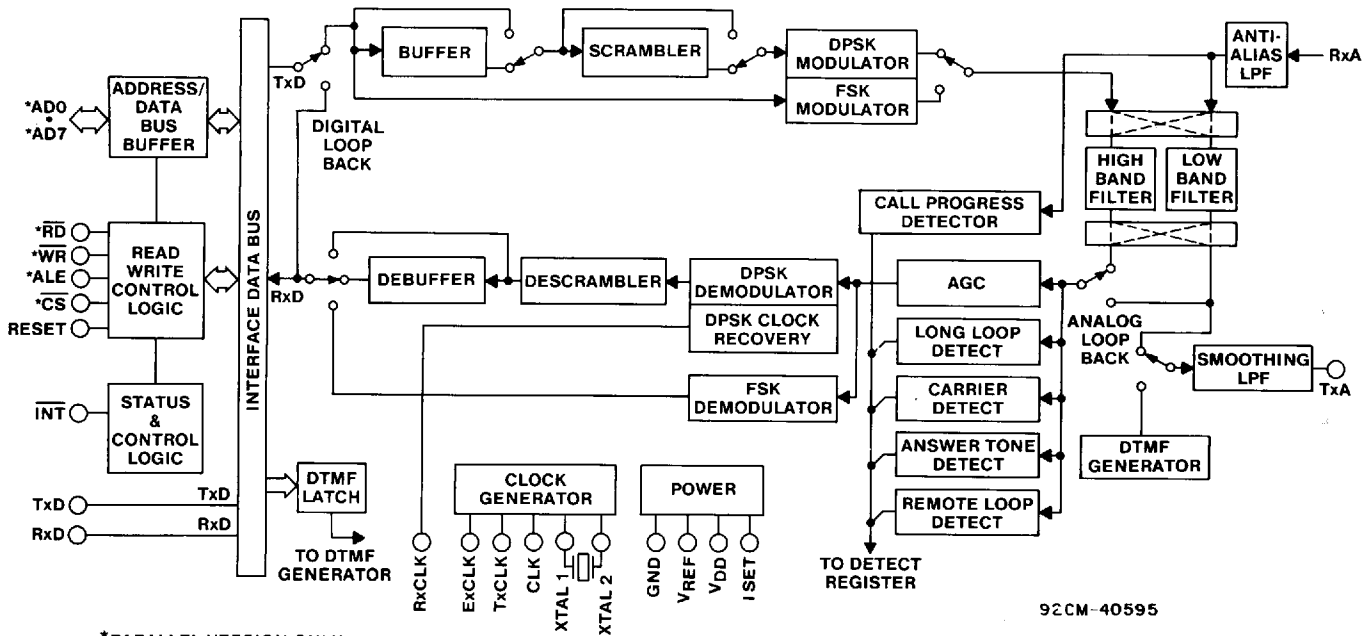 BUFFER
SCRAMBLER
DPSK
MODULATOR
FSK
MODULATOR
ANTI-
ALIAS
LPF
RxA
TxD
DIGITAL
LOOP
BACK
*AD0
*AD7
ADDRESS/
DATA
BUS
BUFFER
HIGH
BAND
FILTER
LOW
BAND
FILTER
CALL PROGRESS
DETECTOR
*RD
*WR
*ALE
*CS
RESET
READ
WRITE
CONTROL
LOGIC
INTERFACE DATA BUS
RxD
DEBUFFER
DESCRAMBLER
DPSK
DEMODULATOR
DPSK CLOCK
RECOVERY
AGC
ANALOG
LOOP
BACK
LONG LOOP
DETECT
SMOOTHING
LPF
TxA
INT
STATUS
&
CONTROL
LOGIC
FSK
DEMODULATOR
CARRIER
DETECT
ANSWER TONE
DETECT
DTMF
GENERATOR
REMOTE LOOP
DETECT
TxD
TxD
RxD
RxD
DTMF
LATCH
TO DTMF
GENERATOR
CLOCK
GENERATOR
POWER
RxCLK
ExCLK
TxCLK
CLK
XTAL 1
XTAL 2
GND
VREF
VDD
ISET
TO DETECT
REGISTER
92CM-40595